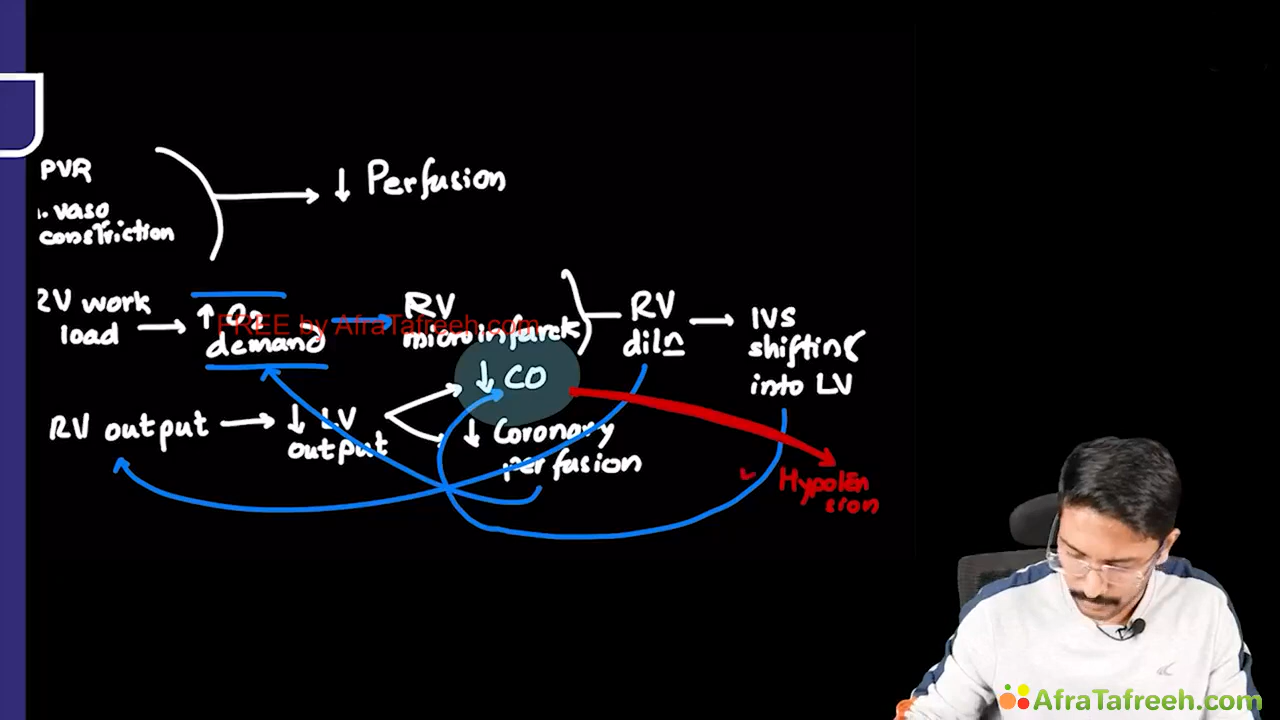 PVR
vaso
constriction
↓ Perfusion
RV work
load
↑ O₂
demand
FREE by AfraTafreeh.com
RV
microinfarcts
RV
diln
IVS
shifting
into LV
↓ CO
RV output
↓ LV
output
↓ Coronary
perfusion
Hypoten
sion
AfraTafreeh.com